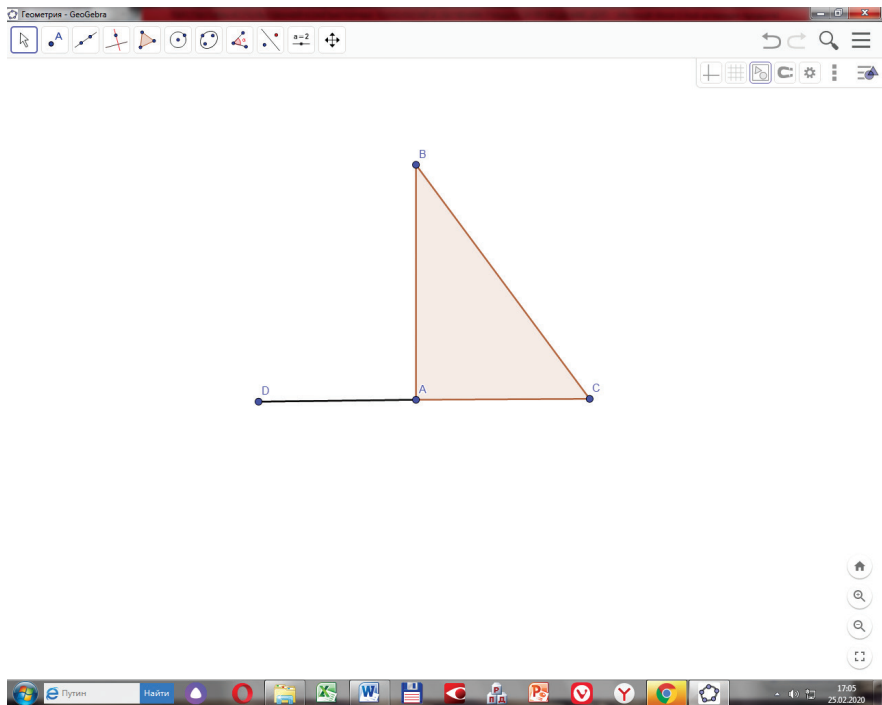 Геометрия - GeoGebra
A
α
a=2
B
D
A
C
Путин
Найти
W
Р
П Д
P
Y
17:05
25.02.2020